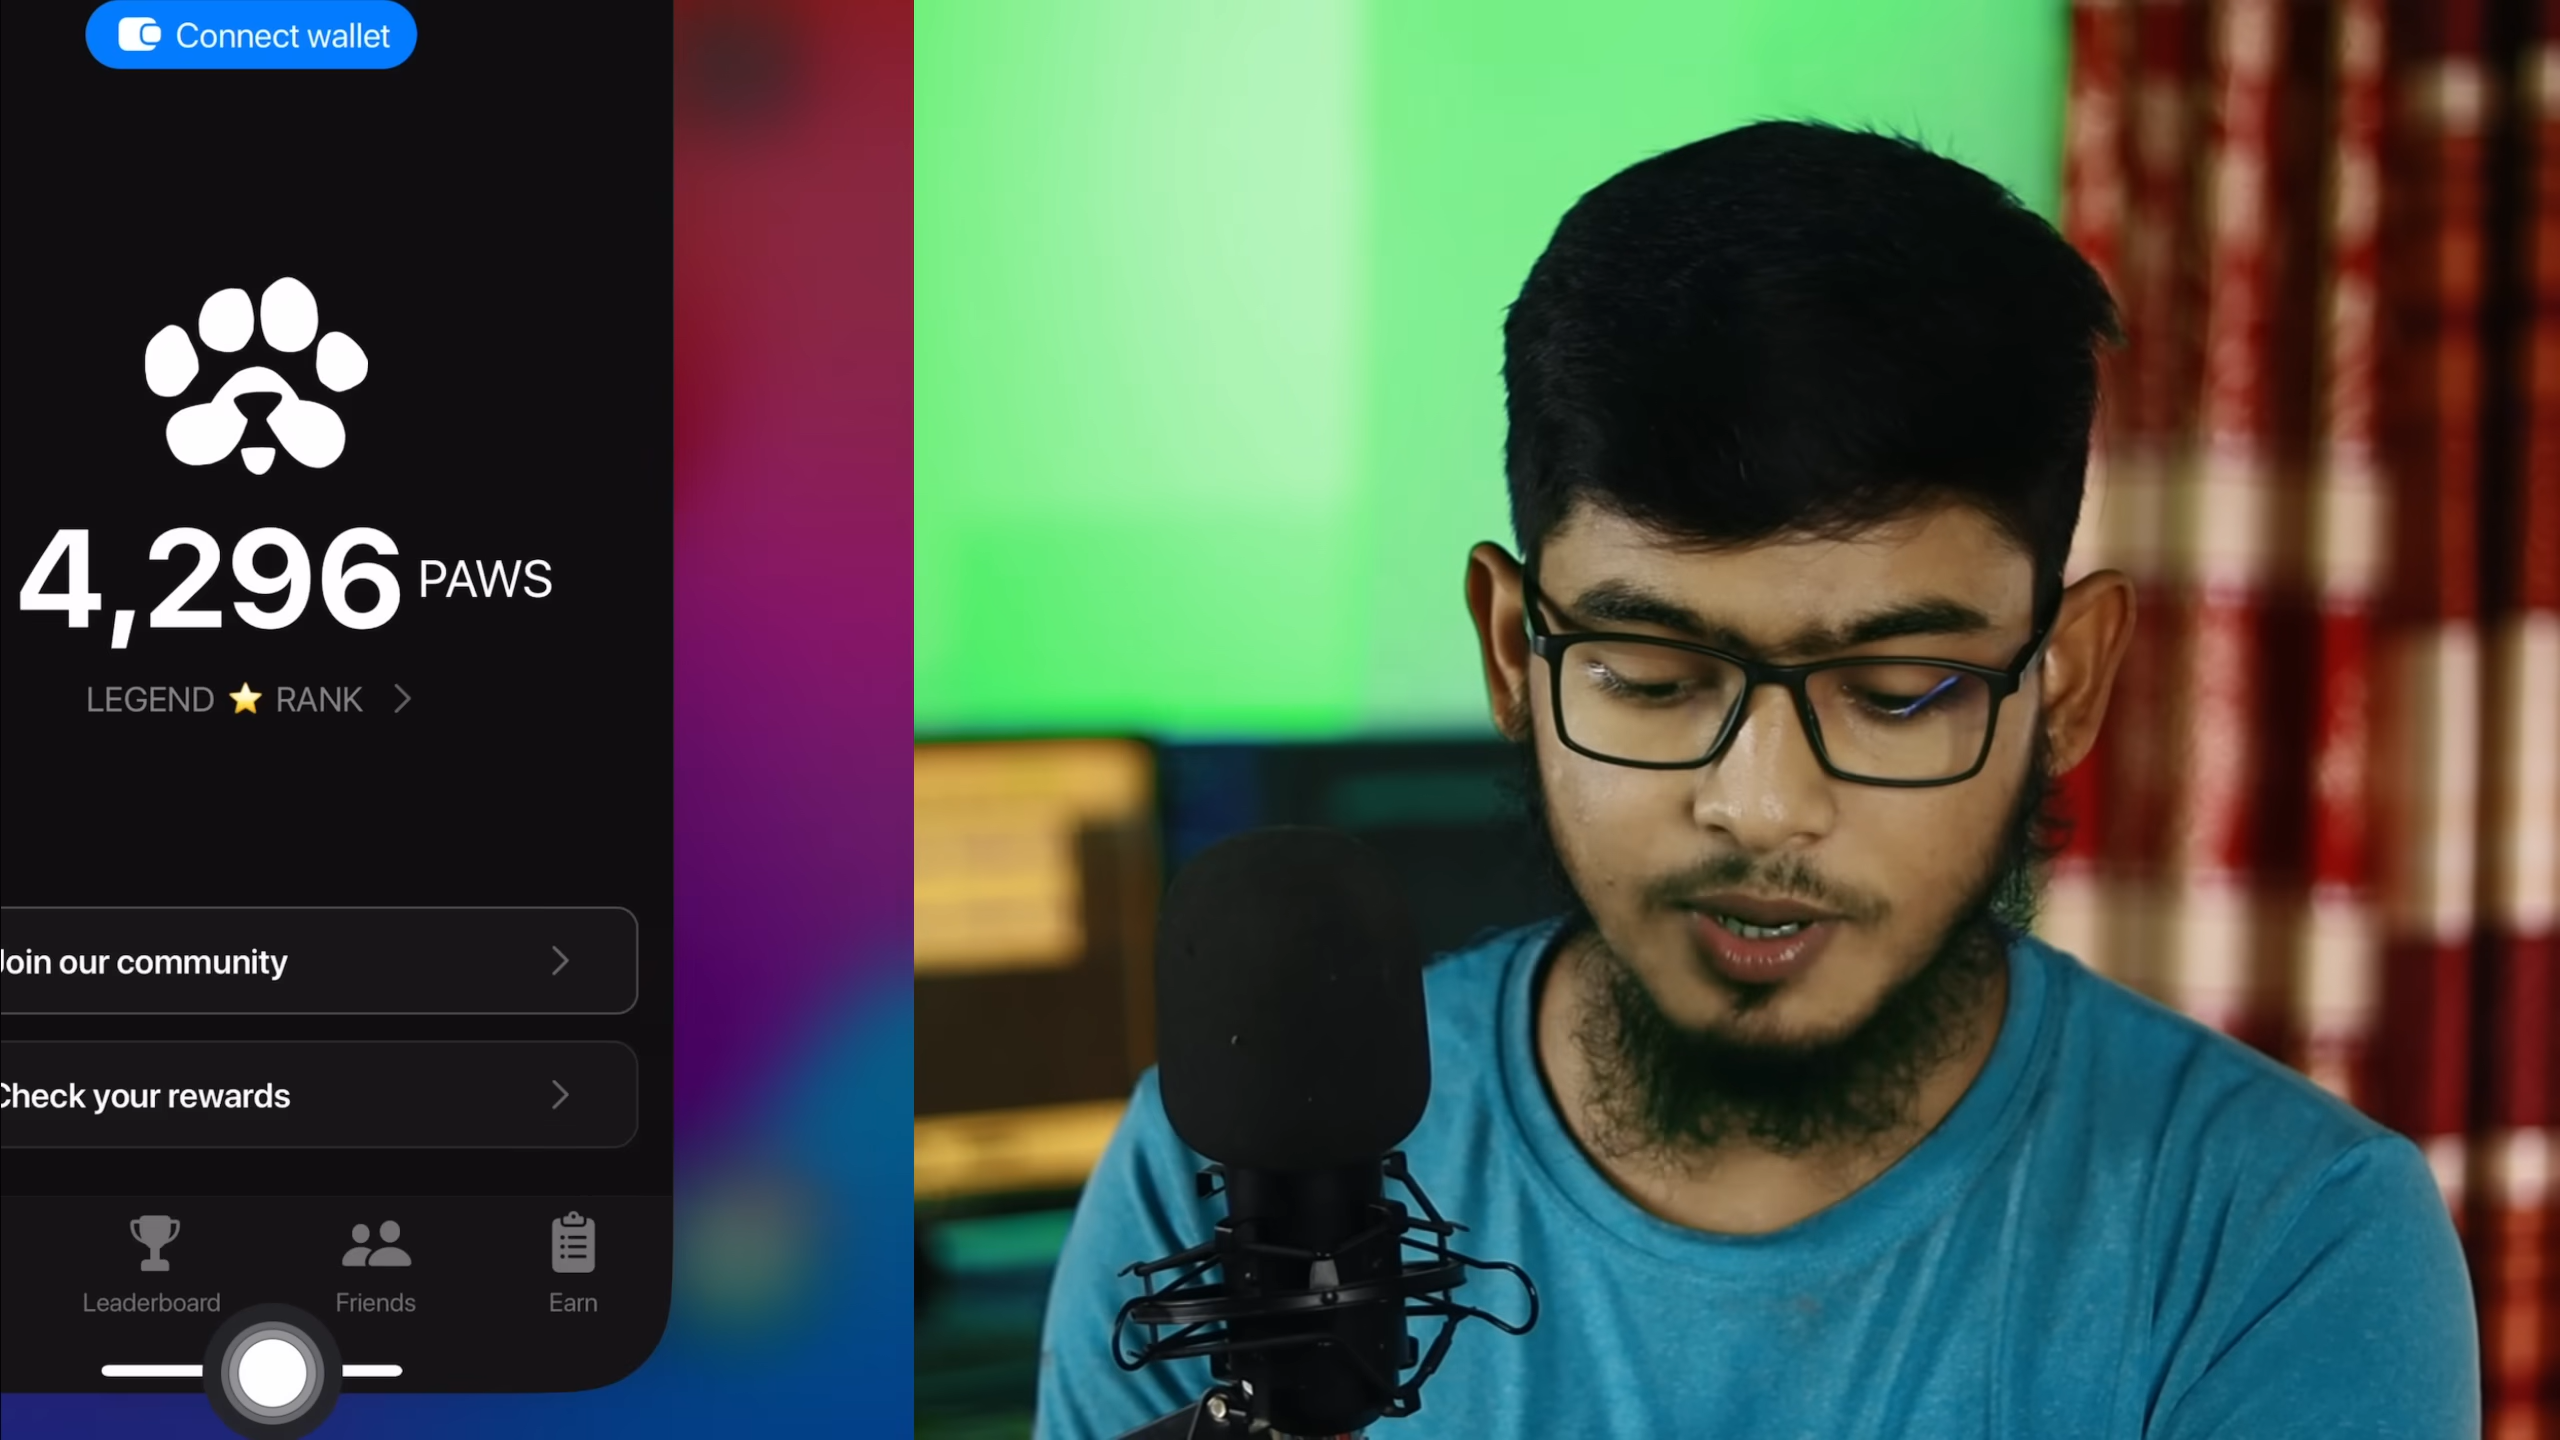 Connect wallet
4,296 PAWS
LEGEND ⭐ RANK
Join our community
Check your rewards
Leaderboard
Friends
Earn